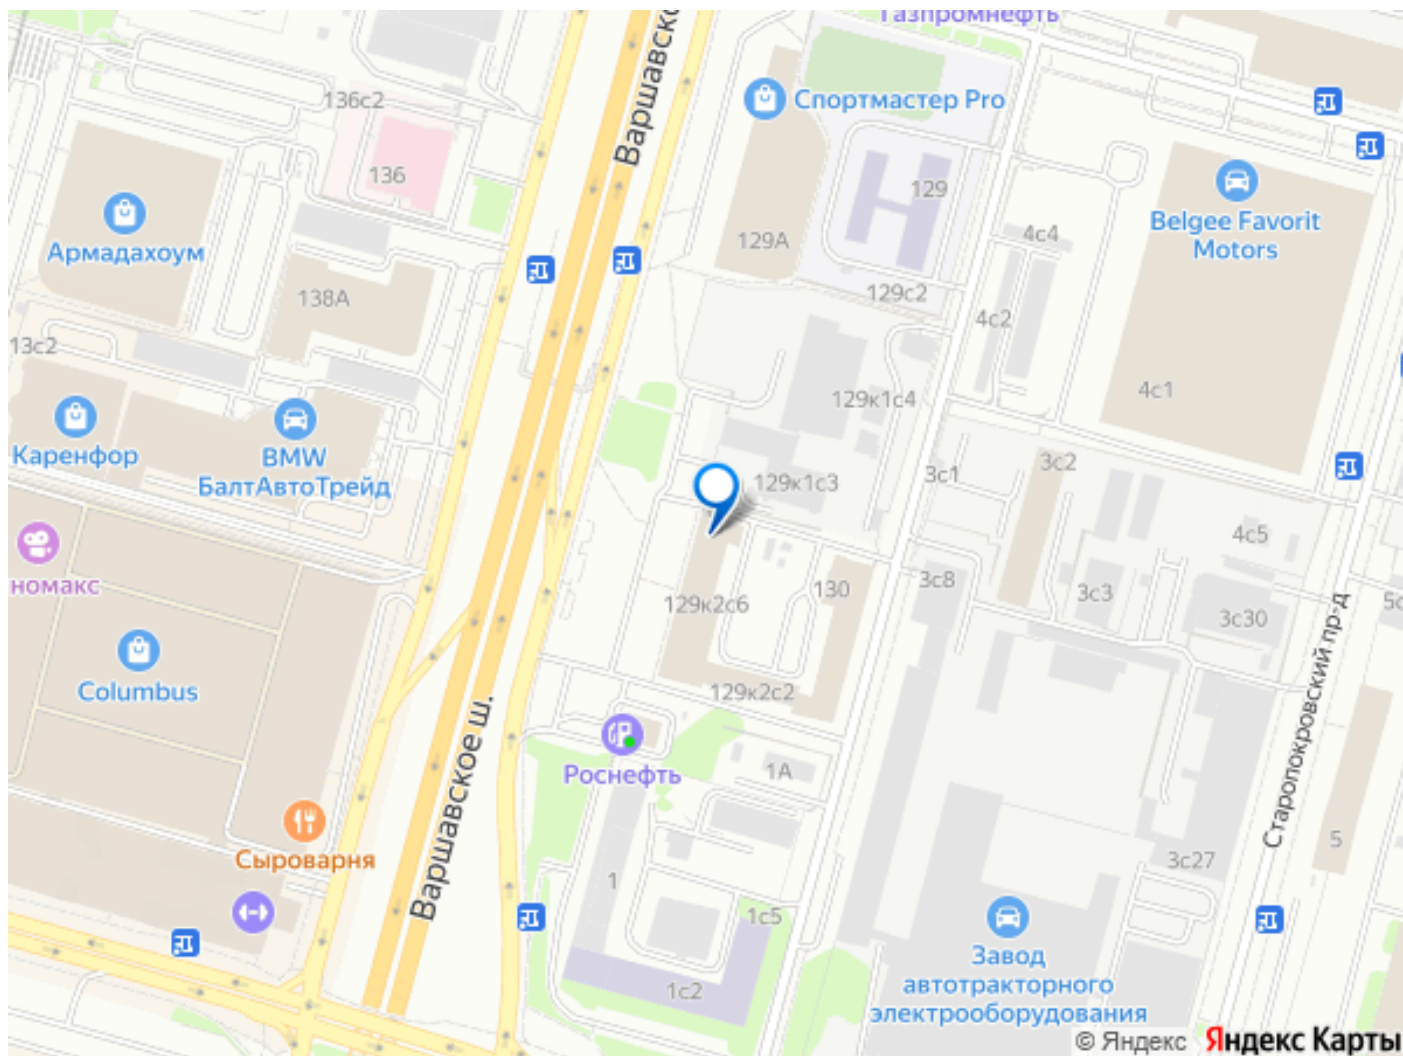 Газпромнефть
Варшавско
136с2
Спортмастер Pro
136
129
Belgee Favorit
Motors
129А
4с4
Армадахоум
138А
129с2
4с2
13с2
4с1
129к1с4
Каренфор
BMW
БалтАвтоТрейд
3с2
3с1
129к1с3
4с5
номакс
3с8
130
3с3
5с
129к2с6
3с30
Columbus
129к2с2
Варшавское ш.
Роснефть
1А
Старопокровский пр-д
Сыроварня
5
3с27
1
1с5
Завод
автотракторного
электрооборудования
1с2
© Яндекс Яндекс Карты